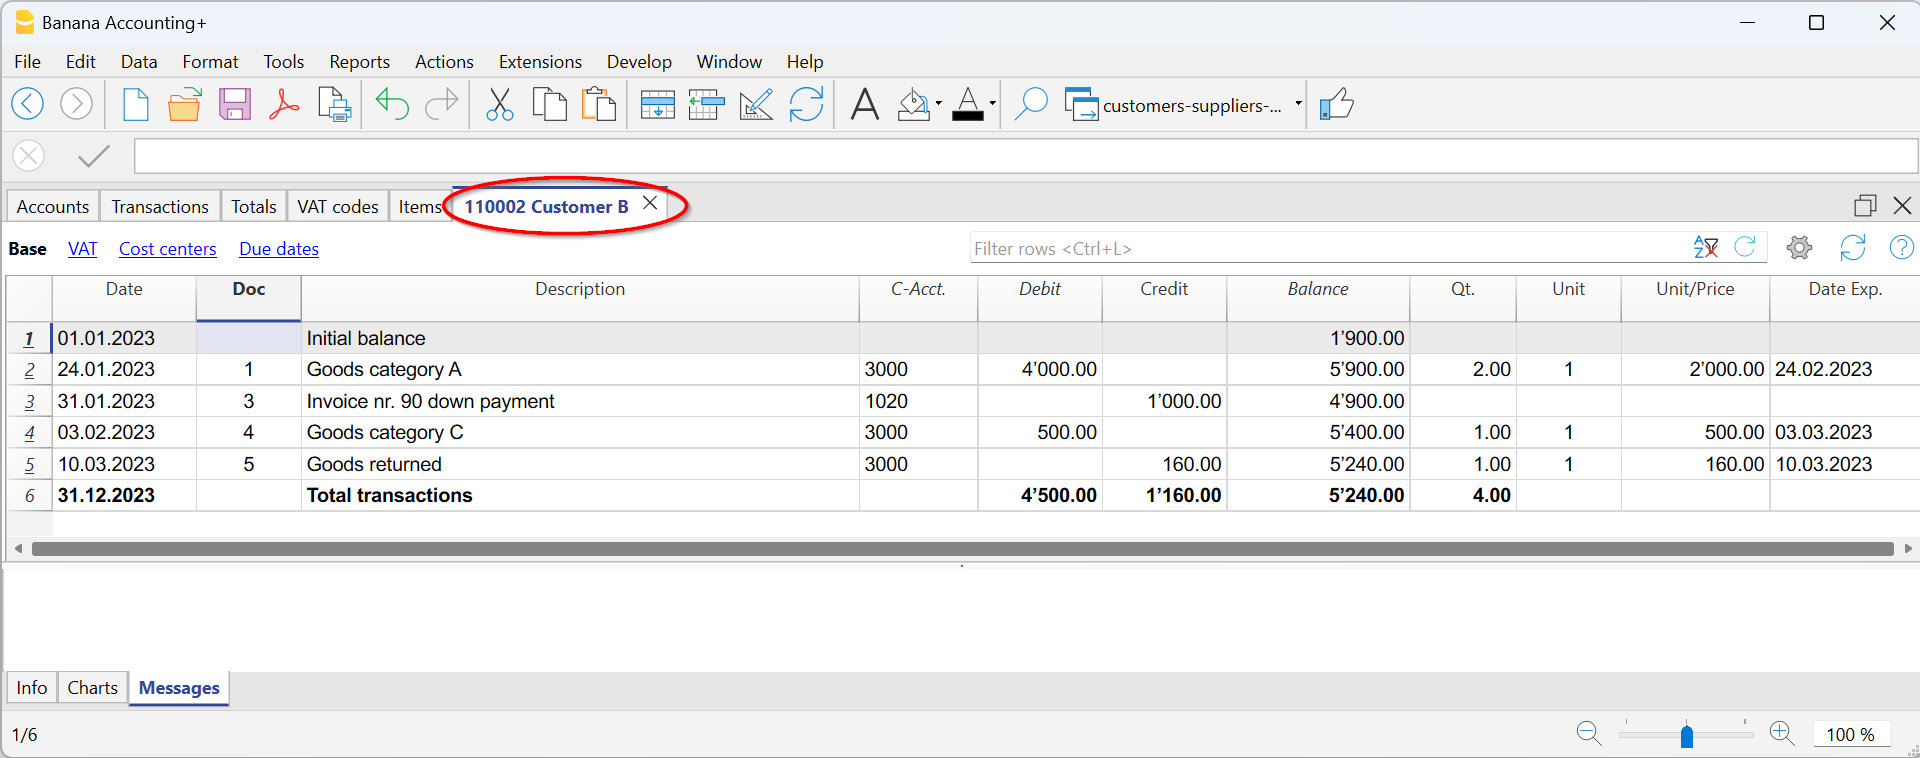 Banana Accounting+
File Edit Data Format Tools Reports Actions Extensions Develop Window Help
A A customers-suppliers-...
Accounts Transactions Totals VAT codes Items 110002 Customer B
Base VAT Cost centers Due dates Filter rows <Ctrl+L> AZ ?
Date Doc Description C-Acct. Debit Credit Balance Qt. Unit Unit/Price Date Exp.
1 01.01.2023 Initial balance 1’900.00
2 24.01.2023 1 Goods category A 3000 4’000.00 5’900.00 2.00 1 2’000.00 24.02.2023
3 31.01.2023 3 Invoice nr. 90 down payment 1020 1’000.00 4’900.00
4 03.02.2023 4 Goods category C 3000 500.00 5’400.00 1.00 1 500.00 03.03.2023
5 10.03.2023 5 Goods returned 3000 160.00 5’240.00 1.00 1 160.00 10.03.2023
6 31.12.2023 Total transactions 4’500.00 1’160.00 5’240.00 4.00
Info Charts Messages
1/6 100 %